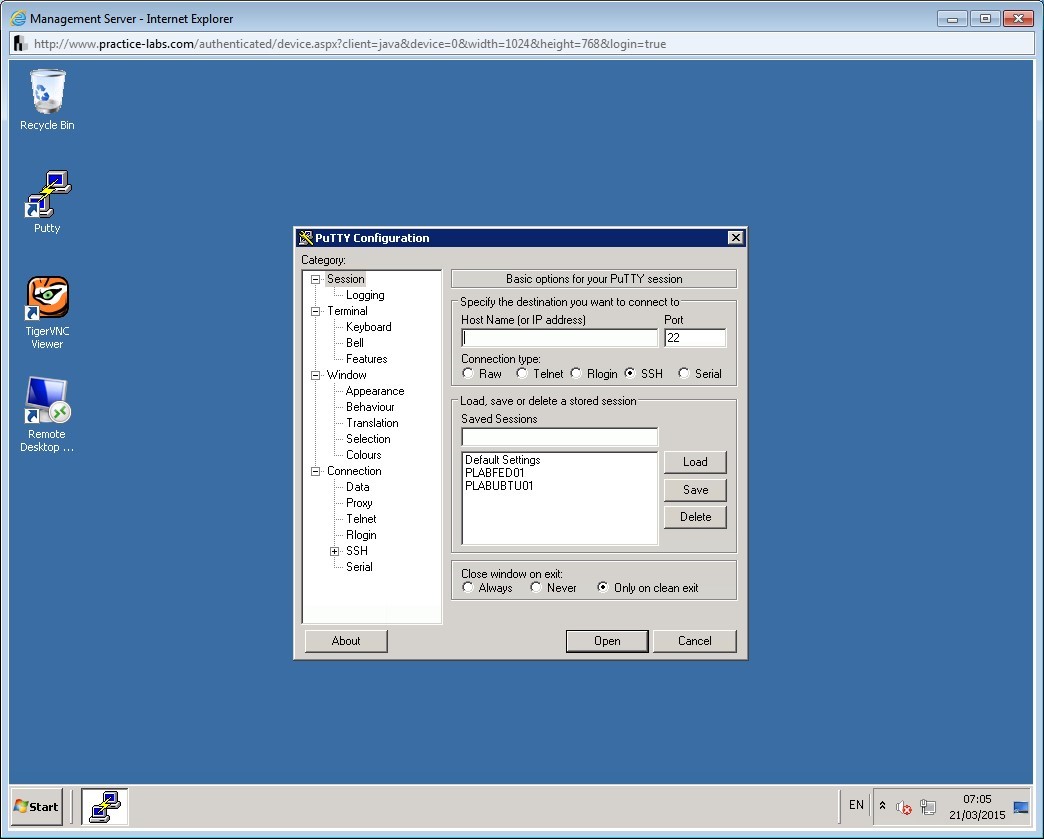 Management Server - Internet Explorer
http://www.practice-labs.com/authenticated/device.aspx?client=java&device=0&width=1024&height=768&login=true
Recycle Bin
Putty
TigerVNC
Viewer
Remote
Desktop ...
PuTTY Configuration
Category:
Session
Logging
Terminal
Keyboard
Bell
Features
Window
Appearance
Behaviour
Translation
Selection
Colours
Connection
Data
Proxy
Telnet
Rlogin
SSH
Serial
Basic options for your PuTTY session
Specify the destination you want to connect to
Host Name (or IP address) Port
22
Connection type:
Raw Telnet Rlogin SSH Serial
Load, save or delete a stored session
Saved Sessions
Default Settings
PLABFED01
PLABUBTU01
Load
Save
Delete
Close window on exit:
Always Never Only on clean exit
About Open Cancel
Start
EN
07:05
21/03/2015